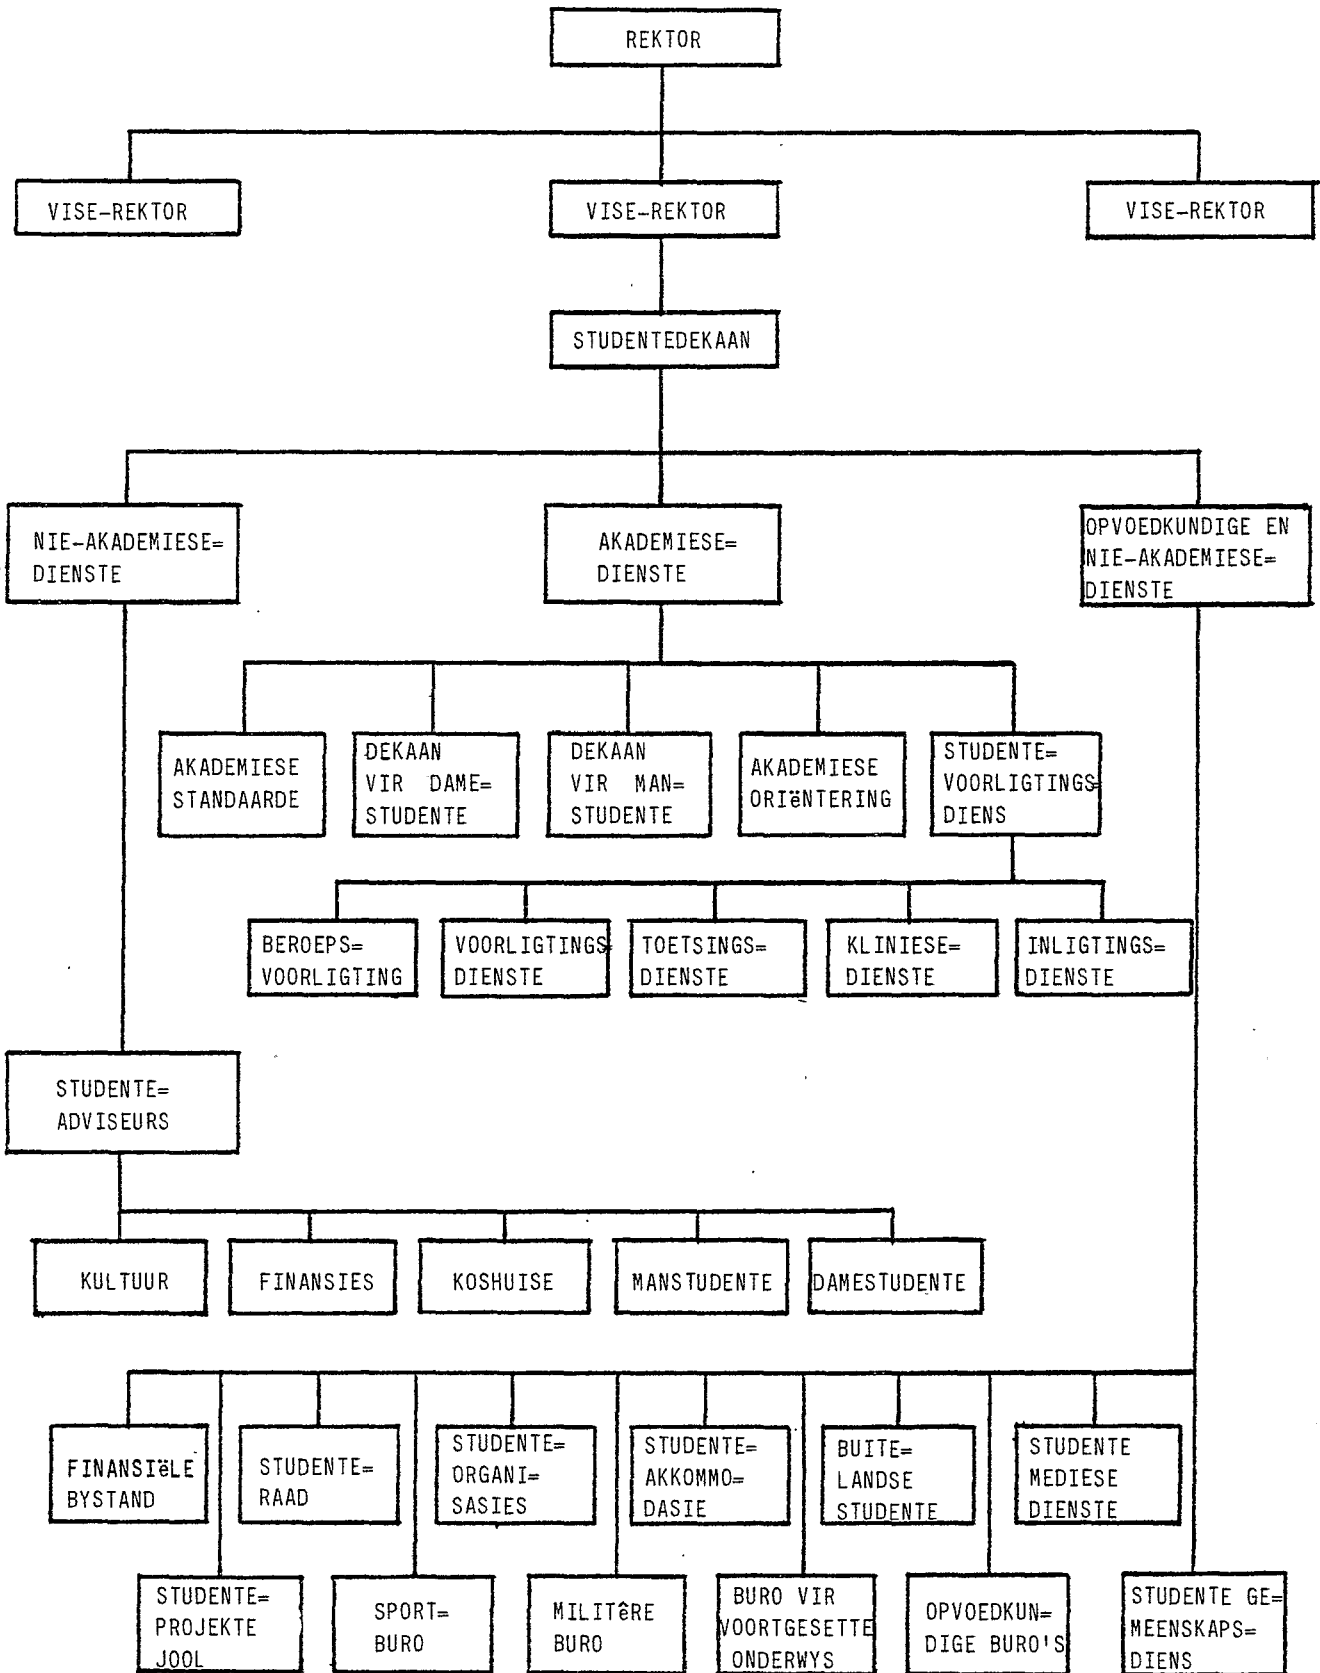 REKTOR
VISE-REKTOR
VISE-REKTOR
VISE-REKTOR
STUDENTEDEKAAN
NIE-AKADEMIESE=
DIENSTE
AKADEMIESE=
DIENSTE
OPVOEDKUNDIGE EN
NIE-AKADEMIESE=
DIENSTE
AKADEMIESE
STANDAARDE
DEKAAN
VIR DAME=
STUDENTE
DEKAAN
VIR MAN=
STUDENTE
AKADEMIESE
ORIëNTERING
STUDENTE=
VOORLIGTINGS=
DIENS
BEROEPS=
VOORLIGTING
VOORLIGTINGS
DIENSTE
TOETSINGS=
DIENSTE
KLINIESE=
DIENSTE
INLIGTINGS=
DIENSTE
STUDENTE=
ADVISEURS
KULTUUR
FINANSIES
KOSHUISE
MANSTUDENTE
DAMESTUDENTE
FINANSIëLE
BYSTAND
STUDENTE=
RAAD
STUDENTE=
ORGANI=
SASIES
STUDENTE=
AKKOMMO=
DASIE
BUITE=
LANDSE
STUDENTE
STUDENTE
MEDIESE
DIENSTE
STUDENTE=
PROJEKTE
JOOL
SPORT=
BURO
MILITêRE
BURO
BURO VIR
VOORTGESETTE
ONDERWYS
OPVOEDKUN=
DIGE BURO'S
STUDENTE GE=
MEENSKAPS=
DIENS